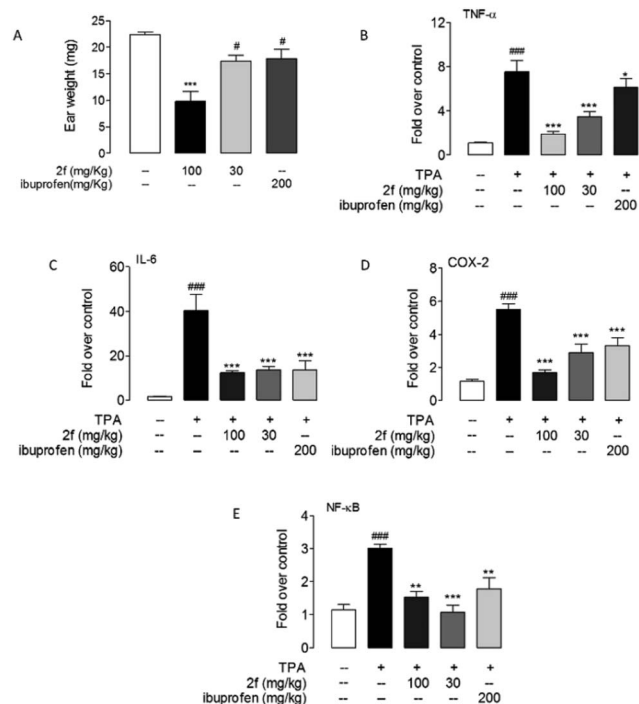 A
Ear weight (mg)
25
20
15
10
5
0
***
#
#
2f (mg/Kg) -- 100 30 --
ibuprofen(mg/Kg) -- -- -- 200
B
TNF-α
Fold over control
12
8
4
0
###
***
***
*
TPA -- + + + +
2f (mg/kg) -- -- 100 30 --
ibuprofen (mg/kg) -- -- -- -- 200
C
IL-6
Fold over control
60
40
20
0
###
***
***
***
TPA -- + + + +
2f (mg/kg) -- -- 100 30 --
ibuprofen (mg/kg) -- -- -- -- 200
D
COX-2
Fold over control
8
6
4
2
0
###
***
***
***
TPA -- + + + +
2f (mg/kg) -- -- 100 30 --
ibuprofen (mg/kg) -- -- -- -- 200
E
NF-κB
Fold over control
4
3
2
1
0
###
**
***
**
TPA -- + + + +
2f (mg/kg) -- -- 100 30 --
ibuprofen (mg/kg) -- -- -- -- 200